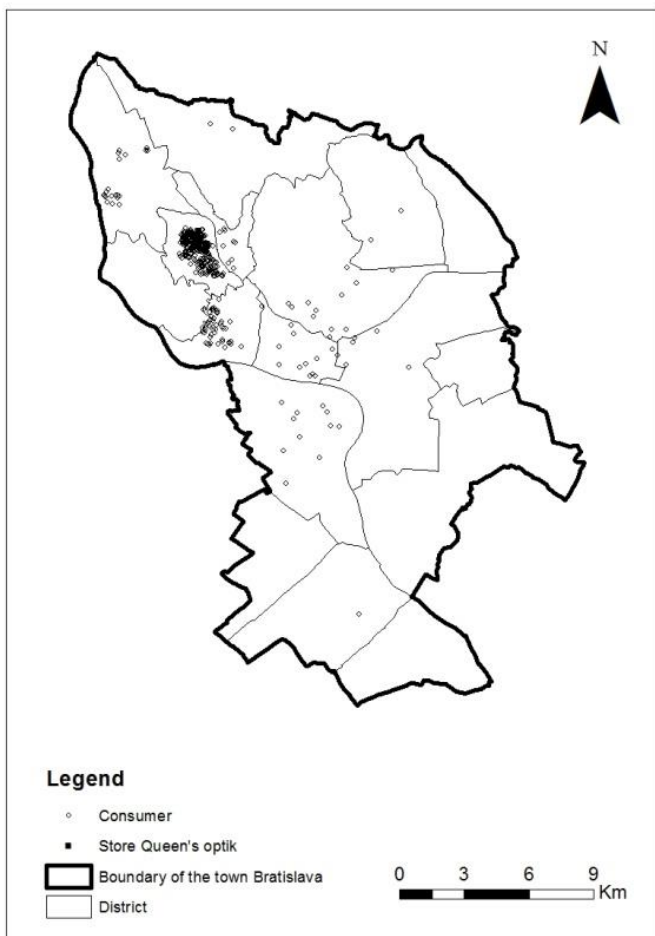 N
Legend
Consumer
Store Queen's optik
Boundary of the town Bratislava
District
0 3 6 9
Km